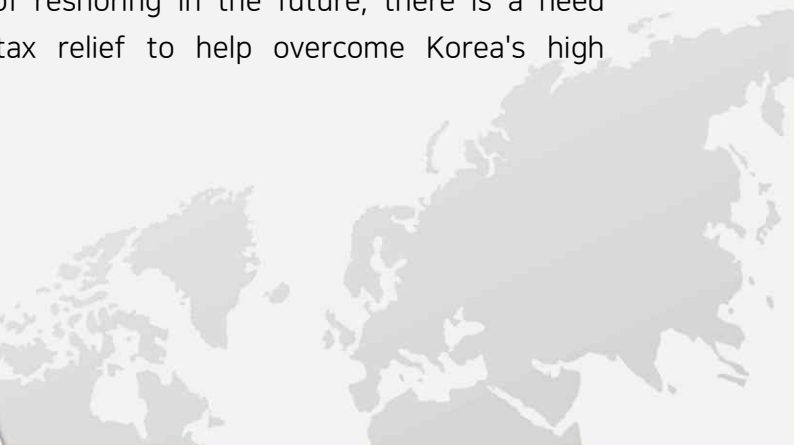 of reshoring in the future, there is a need
tax relief to help overcome Korea's high